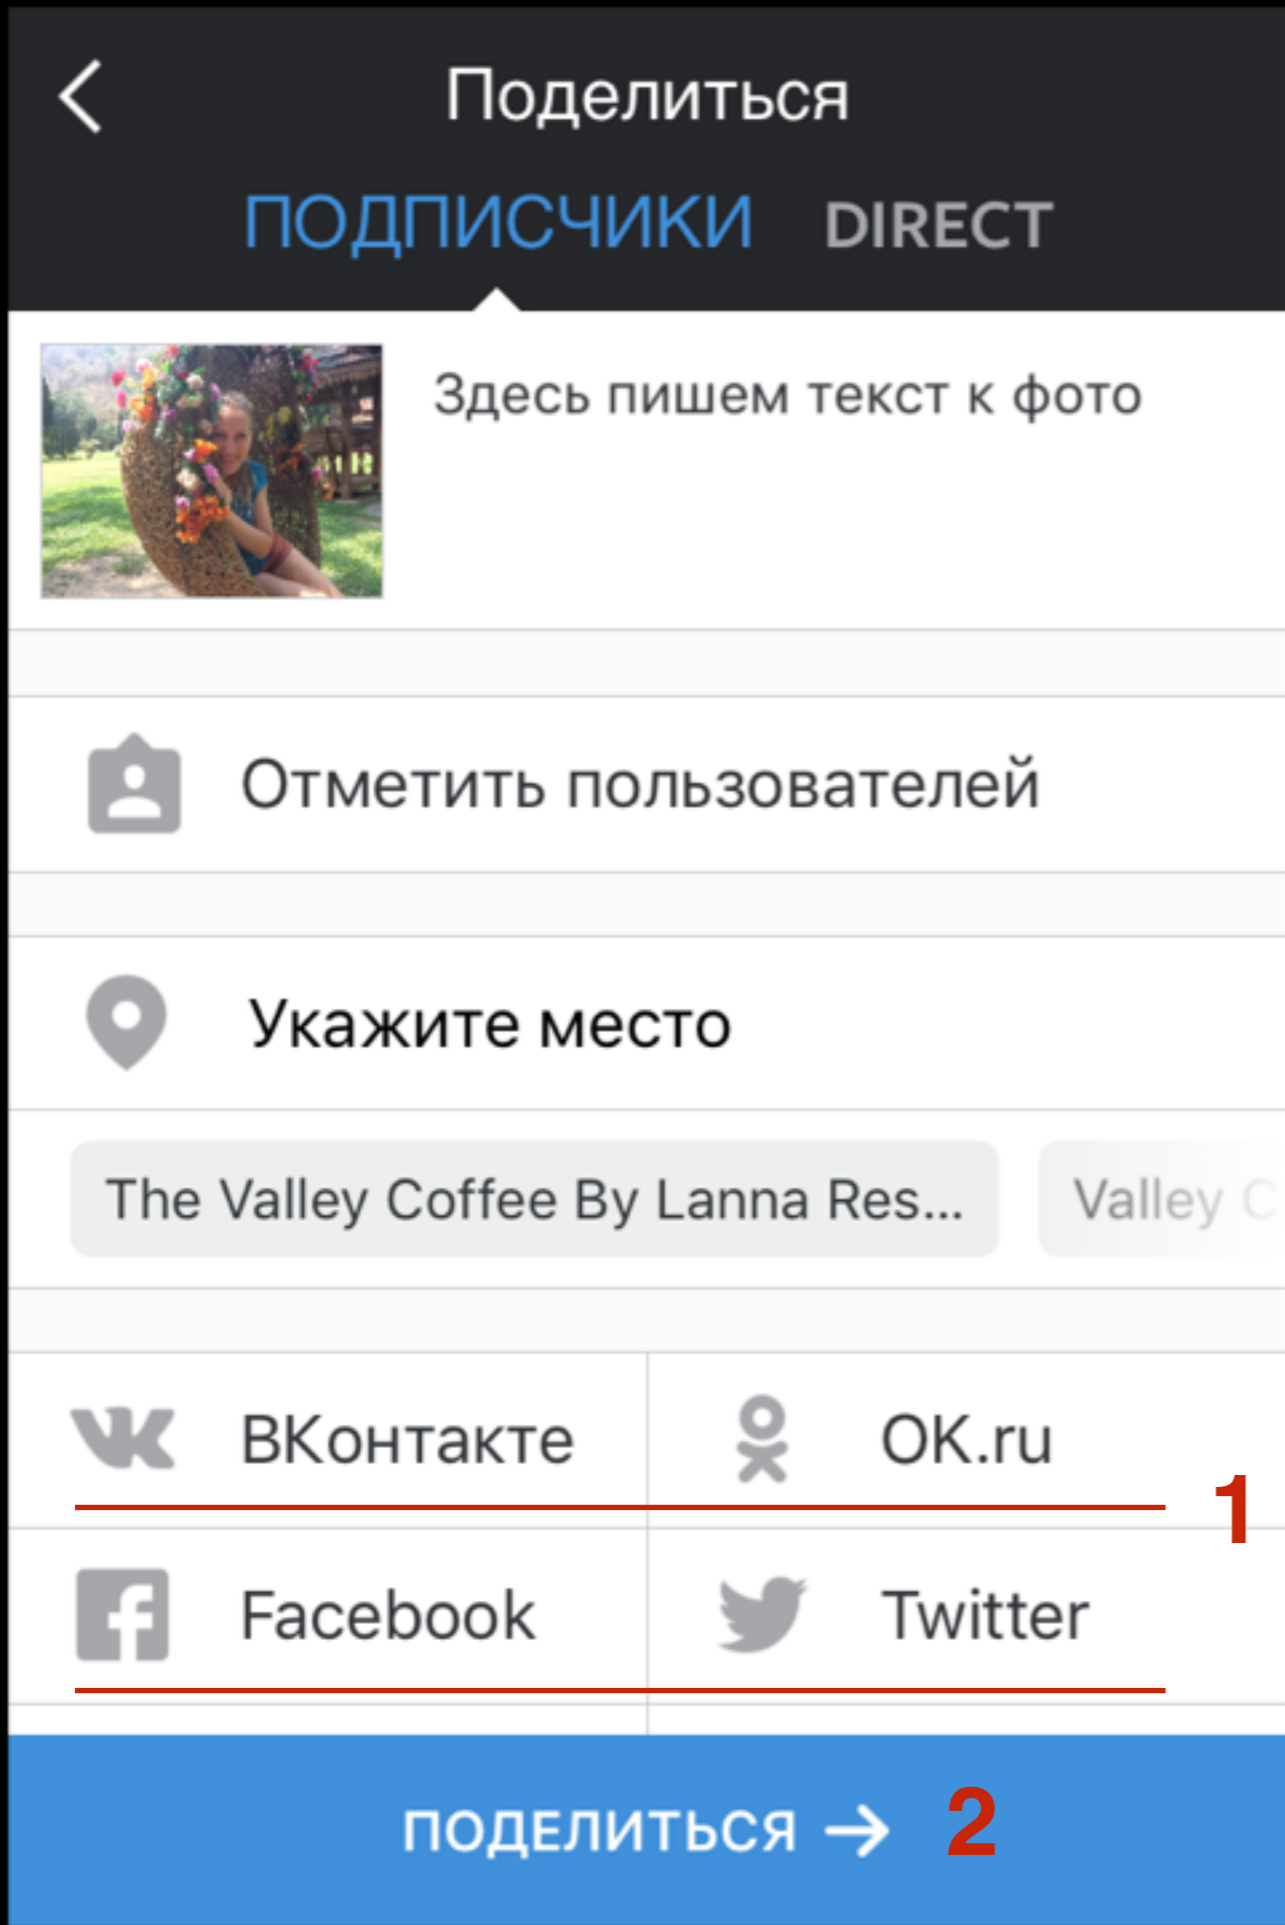 Поделиться
ПОДПИСЧИКИ DIRECT
Здесь пишем текст к фото
Отметить пользователей
Укажите место
The Valley Coffee By Lanna Res... Valley C
ВКонтакте OK.ru
1
Facebook Twitter
ПОДЕЛИТЬСЯ → 2